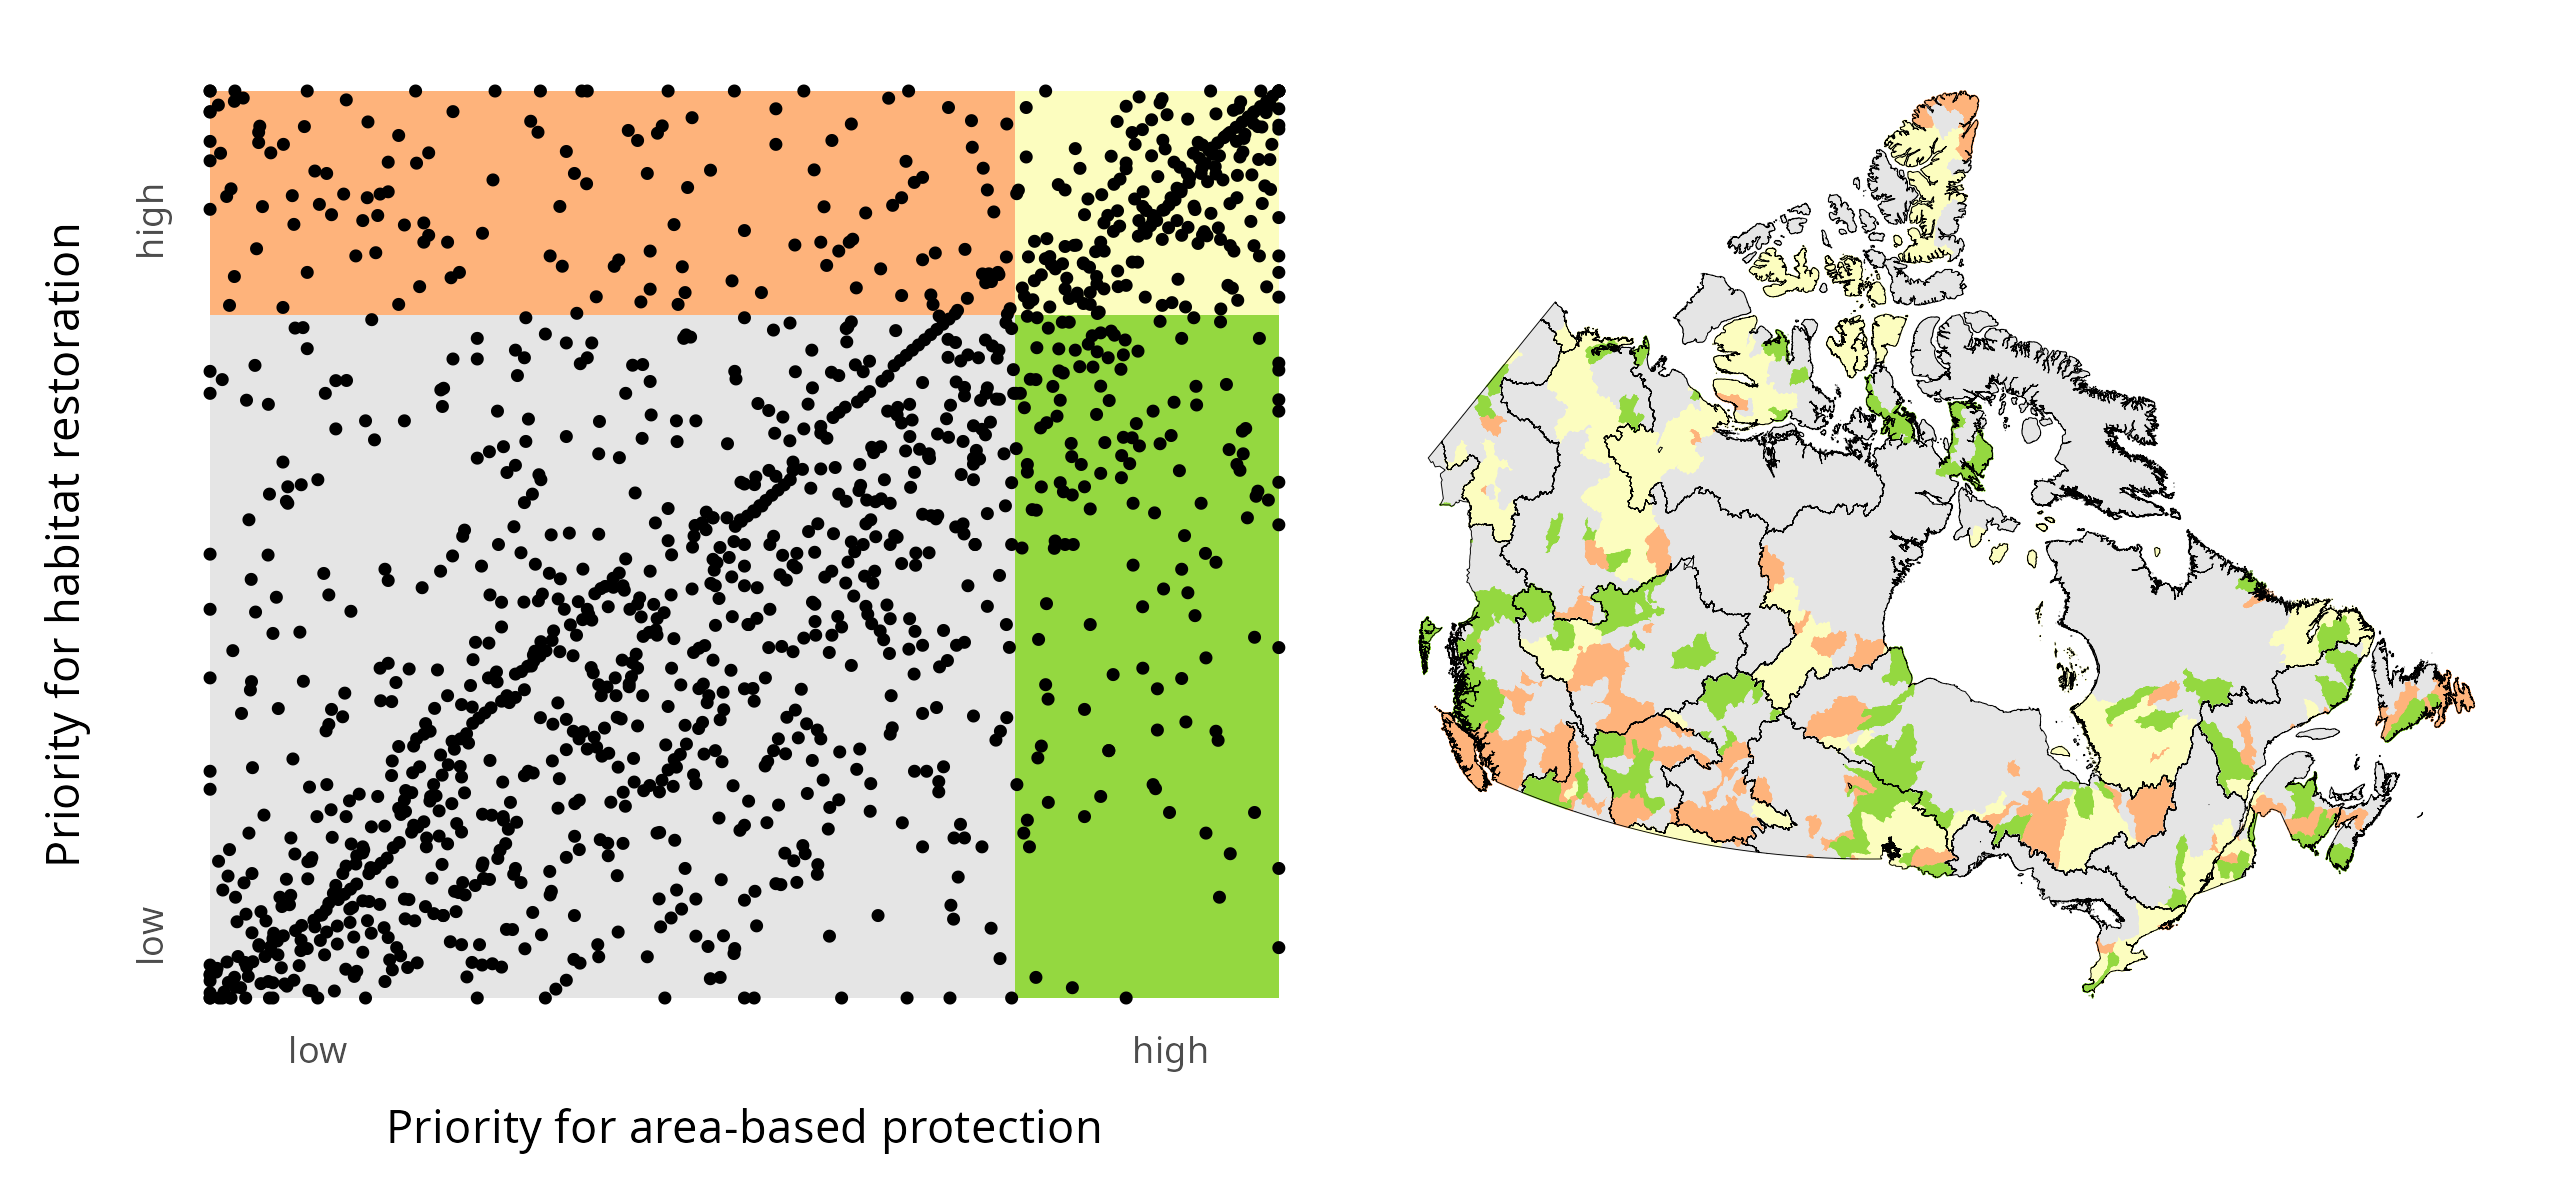 Priority for habitat restoration
high
low
low
high
Priority for area-based protection